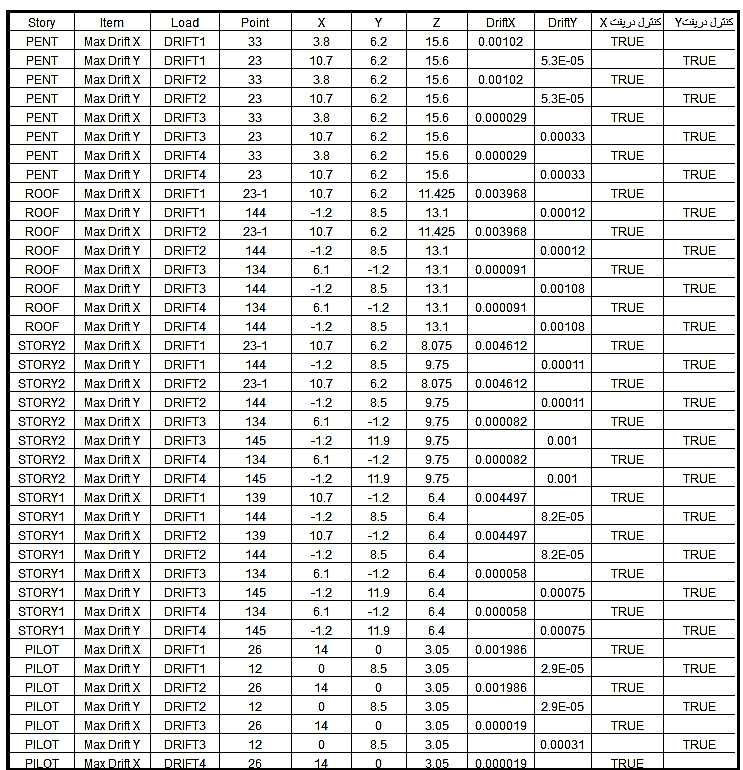 Story Item Load Point X Y Z DriftX DriftY کنترل دریفت X کنترل دریفتY
PENT Max Drift X DRIFT1 33 3.8 6.2 15.6 0.00102 TRUE
PENT Max Drift Y DRIFT1 23 10.7 6.2 15.6 5.3E-05 TRUE
PENT Max Drift X DRIFT2 33 3.8 6.2 15.6 0.00102 TRUE
PENT Max Drift Y DRIFT2 23 10.7 6.2 15.6 5.3E-05 TRUE
PENT Max Drift X DRIFT3 33 3.8 6.2 15.6 0.000029 TRUE
PENT Max Drift Y DRIFT3 23 10.7 6.2 15.6 0.00033 TRUE
PENT Max Drift X DRIFT4 33 3.8 6.2 15.6 0.000029 TRUE
PENT Max Drift Y DRIFT4 23 10.7 6.2 15.6 0.00033 TRUE
ROOF Max Drift X DRIFT1 23-1 10.7 6.2 11.425 0.003968 TRUE
ROOF Max Drift Y DRIFT1 144 -1.2 8.5 13.1 0.00012 TRUE
ROOF Max Drift X DRIFT2 23-1 10.7 6.2 11.425 0.003968 TRUE
ROOF Max Drift Y DRIFT2 144 -1.2 8.5 13.1 0.00012 TRUE
ROOF Max Drift X DRIFT3 134 6.1 -1.2 13.1 0.000091 TRUE
ROOF Max Drift Y DRIFT3 144 -1.2 8.5 13.1 0.00108 TRUE
ROOF Max Drift X DRIFT4 134 6.1 -1.2 13.1 0.000091 TRUE
ROOF Max Drift Y DRIFT4 144 -1.2 8.5 13.1 0.00108 TRUE
STORY2 Max Drift X DRIFT1 23-1 10.7 6.2 8.075 0.004612 TRUE
STORY2 Max Drift Y DRIFT1 144 -1.2 8.5 9.75 0.00011 TRUE
STORY2 Max Drift X DRIFT2 23-1 10.7 6.2 8.075 0.004612 TRUE
STORY2 Max Drift Y DRIFT2 144 -1.2 8.5 9.75 0.00011 TRUE
STORY2 Max Drift X DRIFT3 134 6.1 -1.2 9.75 0.000082 TRUE
STORY2 Max Drift Y DRIFT3 145 -1.2 11.9 9.75 0.001 TRUE
STORY2 Max Drift X DRIFT4 134 6.1 -1.2 9.75 0.000082 TRUE
STORY2 Max Drift Y DRIFT4 145 -1.2 11.9 9.75 0.001 TRUE
STORY1 Max Drift X DRIFT1 139 10.7 -1.2 6.4 0.004497 TRUE
STORY1 Max Drift Y DRIFT1 144 -1.2 8.5 6.4 8.2E-05 TRUE
STORY1 Max Drift X DRIFT2 139 10.7 -1.2 6.4 0.004497 TRUE
STORY1 Max Drift Y DRIFT2 144 -1.2 8.5 6.4 8.2E-05 TRUE
STORY1 Max Drift X DRIFT3 134 6.1 -1.2 6.4 0.000058 TRUE
STORY1 Max Drift Y DRIFT3 145 -1.2 11.9 6.4 0.00075 TRUE
STORY1 Max Drift X DRIFT4 134 6.1 -1.2 6.4 0.000058 TRUE
STORY1 Max Drift Y DRIFT4 145 -1.2 11.9 6.4 0.00075 TRUE
PILOT Max Drift X DRIFT1 26 14 0 3.05 0.001986 TRUE
PILOT Max Drift Y DRIFT1 12 0 8.5 3.05 2.9E-05 TRUE
PILOT Max Drift X DRIFT2 26 14 0 3.05 0.001986 TRUE
PILOT Max Drift Y DRIFT2 12 0 8.5 3.05 2.9E-05 TRUE
PILOT Max Drift X DRIFT3 26 14 0 3.05 0.000019 TRUE
PILOT Max Drift Y DRIFT3 12 0 8.5 3.05 0.00031 TRUE
PILOT Max Drift X DRIFT4 26 14 0 3.05 0.000019 TRUE